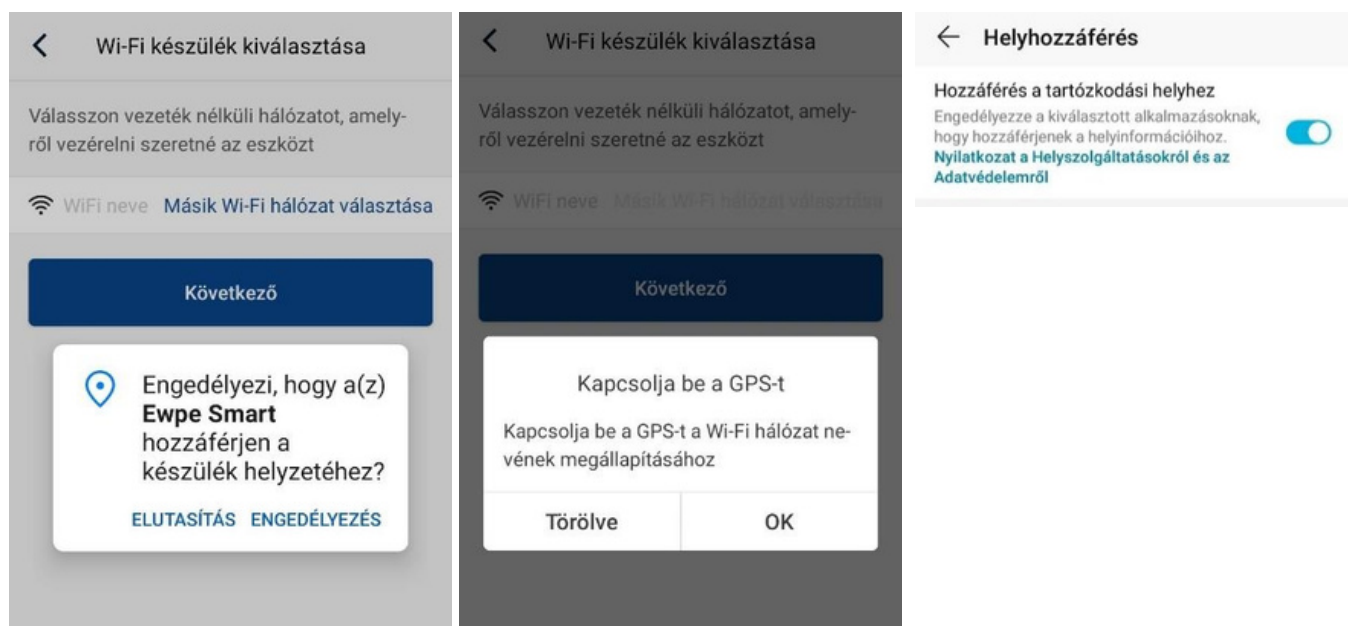 Wi-Fi készülék kiválasztása
Válasszon vezeték nélküli hálózatot, amely-
ről vezérelni szeretné az eszközt
WiFi neve Másik Wi-Fi hálózat választása
Következő
Engedélyezi, hogy a(z)
Ewpe Smart
hozzáférjen a
készülék helyzetéhez?
ELUTASÍTÁS ENGEDÉLYEZÉS
Wi-Fi készülék kiválasztása
Válasszon vezeték nélküli hálózatot, amely-
ről vezérelni szeretné az eszközt
WiFi neve Másik Wi-Fi hálózat választása
Következő
Kapcsolja be a GPS-t
Kapcsolja be a GPS-t a Wi-Fi hálózat ne-
vének megállapításához
Törölve OK
Helyhozzáférés
Hozzáférés a tartózkodási helyhez
Engedélyezze a kiválasztott alkalmazásoknak,
hogy hozzáférjenek a helyinformációihoz.
Nyilatkozat a Helyszolgáltatásokról és az
Adatvédelemről